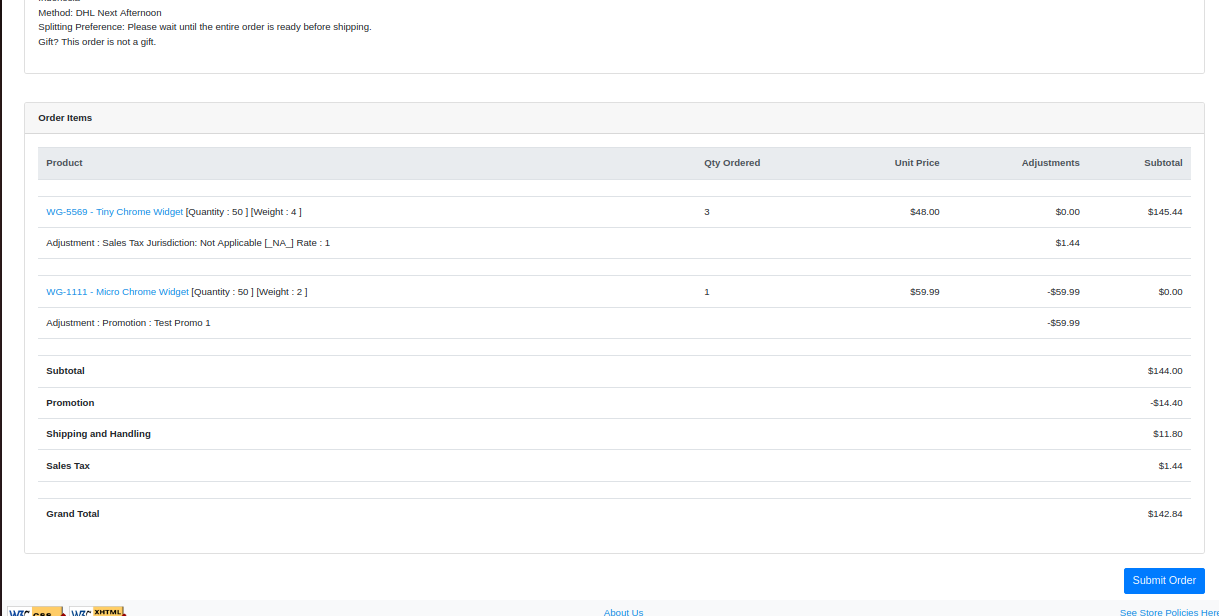 Indonesia
Method: DHL Next Afternoon
Splitting Preference: Please wait until the entire order is ready before shipping.
Gift? This order is not a gift.
Order Items
Product Qty Ordered Unit Price Adjustments Subtotal
WG-5569 - Tiny Chrome Widget [Quantity : 50 ] [Weight : 4 ] 3 $48.00 $0.00 $145.44
Adjustment : Sales Tax Jurisdiction: Not Applicable [_NA_] Rate : 1 $1.44
WG-1111 - Micro Chrome Widget [Quantity : 50 ] [Weight : 2 ] 1 $59.99 -$59.99 $0.00
Adjustment : Promotion : Test Promo 1 -$59.99
Subtotal $144.00
Promotion -$14.40
Shipping and Handling $11.80
Sales Tax $1.44
Grand Total $142.84
Submit Order
W3C css W3C XHTML About Us See Store Policies Here